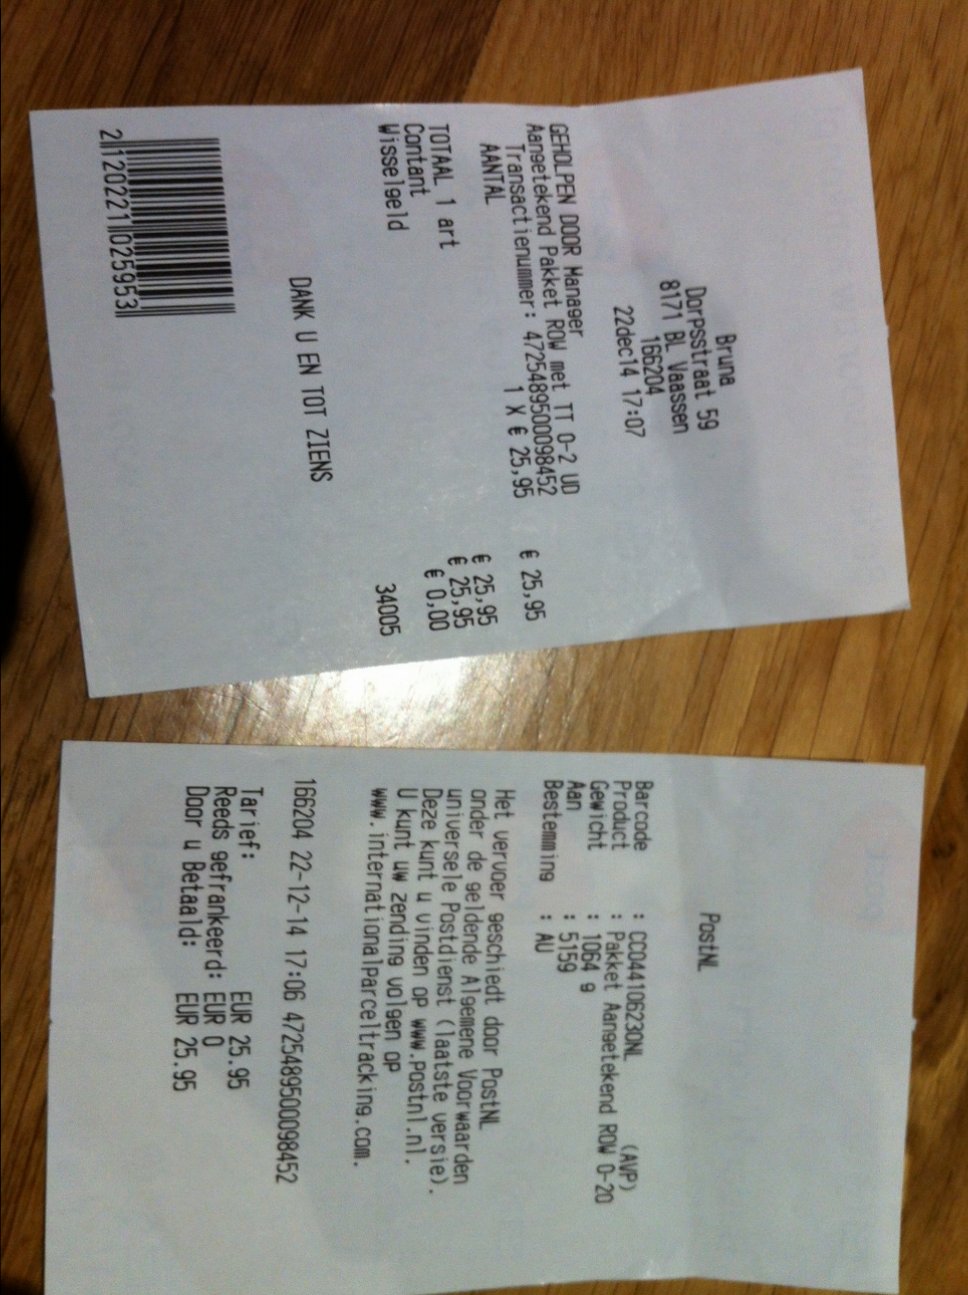 Bruna
Dorpsstraat 59
8171 BL Vaassen
166204
22dec14 17:07
GEHOLPEN DOOR Manager
Aangetekend Pakket ROW met TT 0-2 UD
Transactienummer: 472548950098452
AANTAL 1 X € 25,95 € 25,95
TOTAAL 1 art € 25,95
Contant € 25,95
Wisselgeld € 0,00
34005
DANK U EN TOT ZIENS
2120221025953
PostNL
Barcode : CC044106230NL (AVP)
Product : Pakket Aangetekend ROW 0-20
Gewicht : 1064 g
Aan : 5159
Bestemming : AU
Het vervoer geschiedt door PostNL
onder de geldende Algemene Voorwaarden
universele Postdienst (laatste versie).
Deze kunt u vinden op www.postnl.nl.
U kunt uw zending volgen op
www.internationalparceltracking.com.
166204 22-12-14 17:06 472548950098452
Tarief: EUR 25.95
Reeds gefrankeerd: EUR 0
Door u Betaald: EUR 25.95